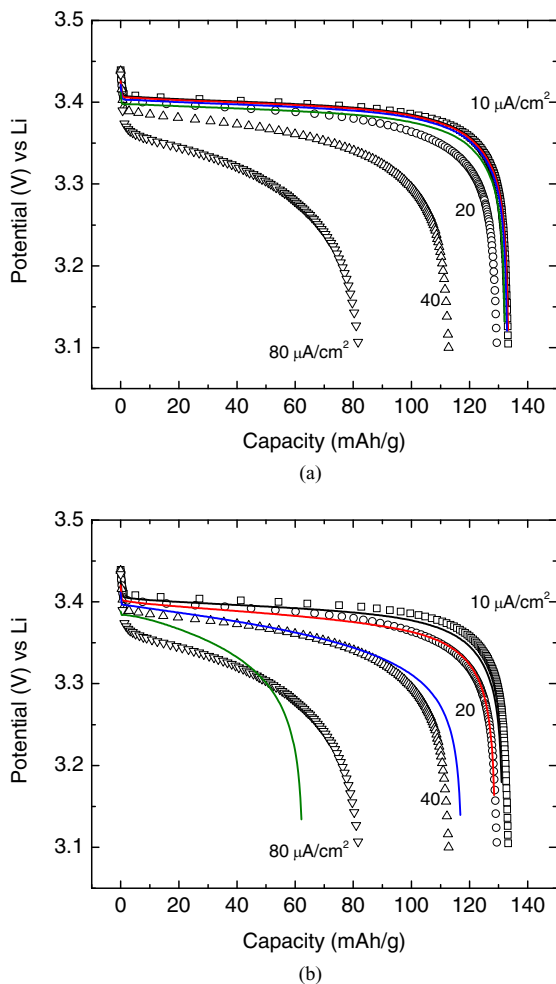 3.5
3.4
3.3
3.2
3.1
Potential (V) vs Li
10 μA/cm²
20
40
80 μA/cm²
0 20 40 60 80 100 120 140
Capacity (mAh/g)
(a)
3.5
3.4
3.3
3.2
3.1
Potential (V) vs Li
10 μA/cm²
20
40
80 μA/cm²
0 20 40 60 80 100 120 140
Capacity (mAh/g)
(b)